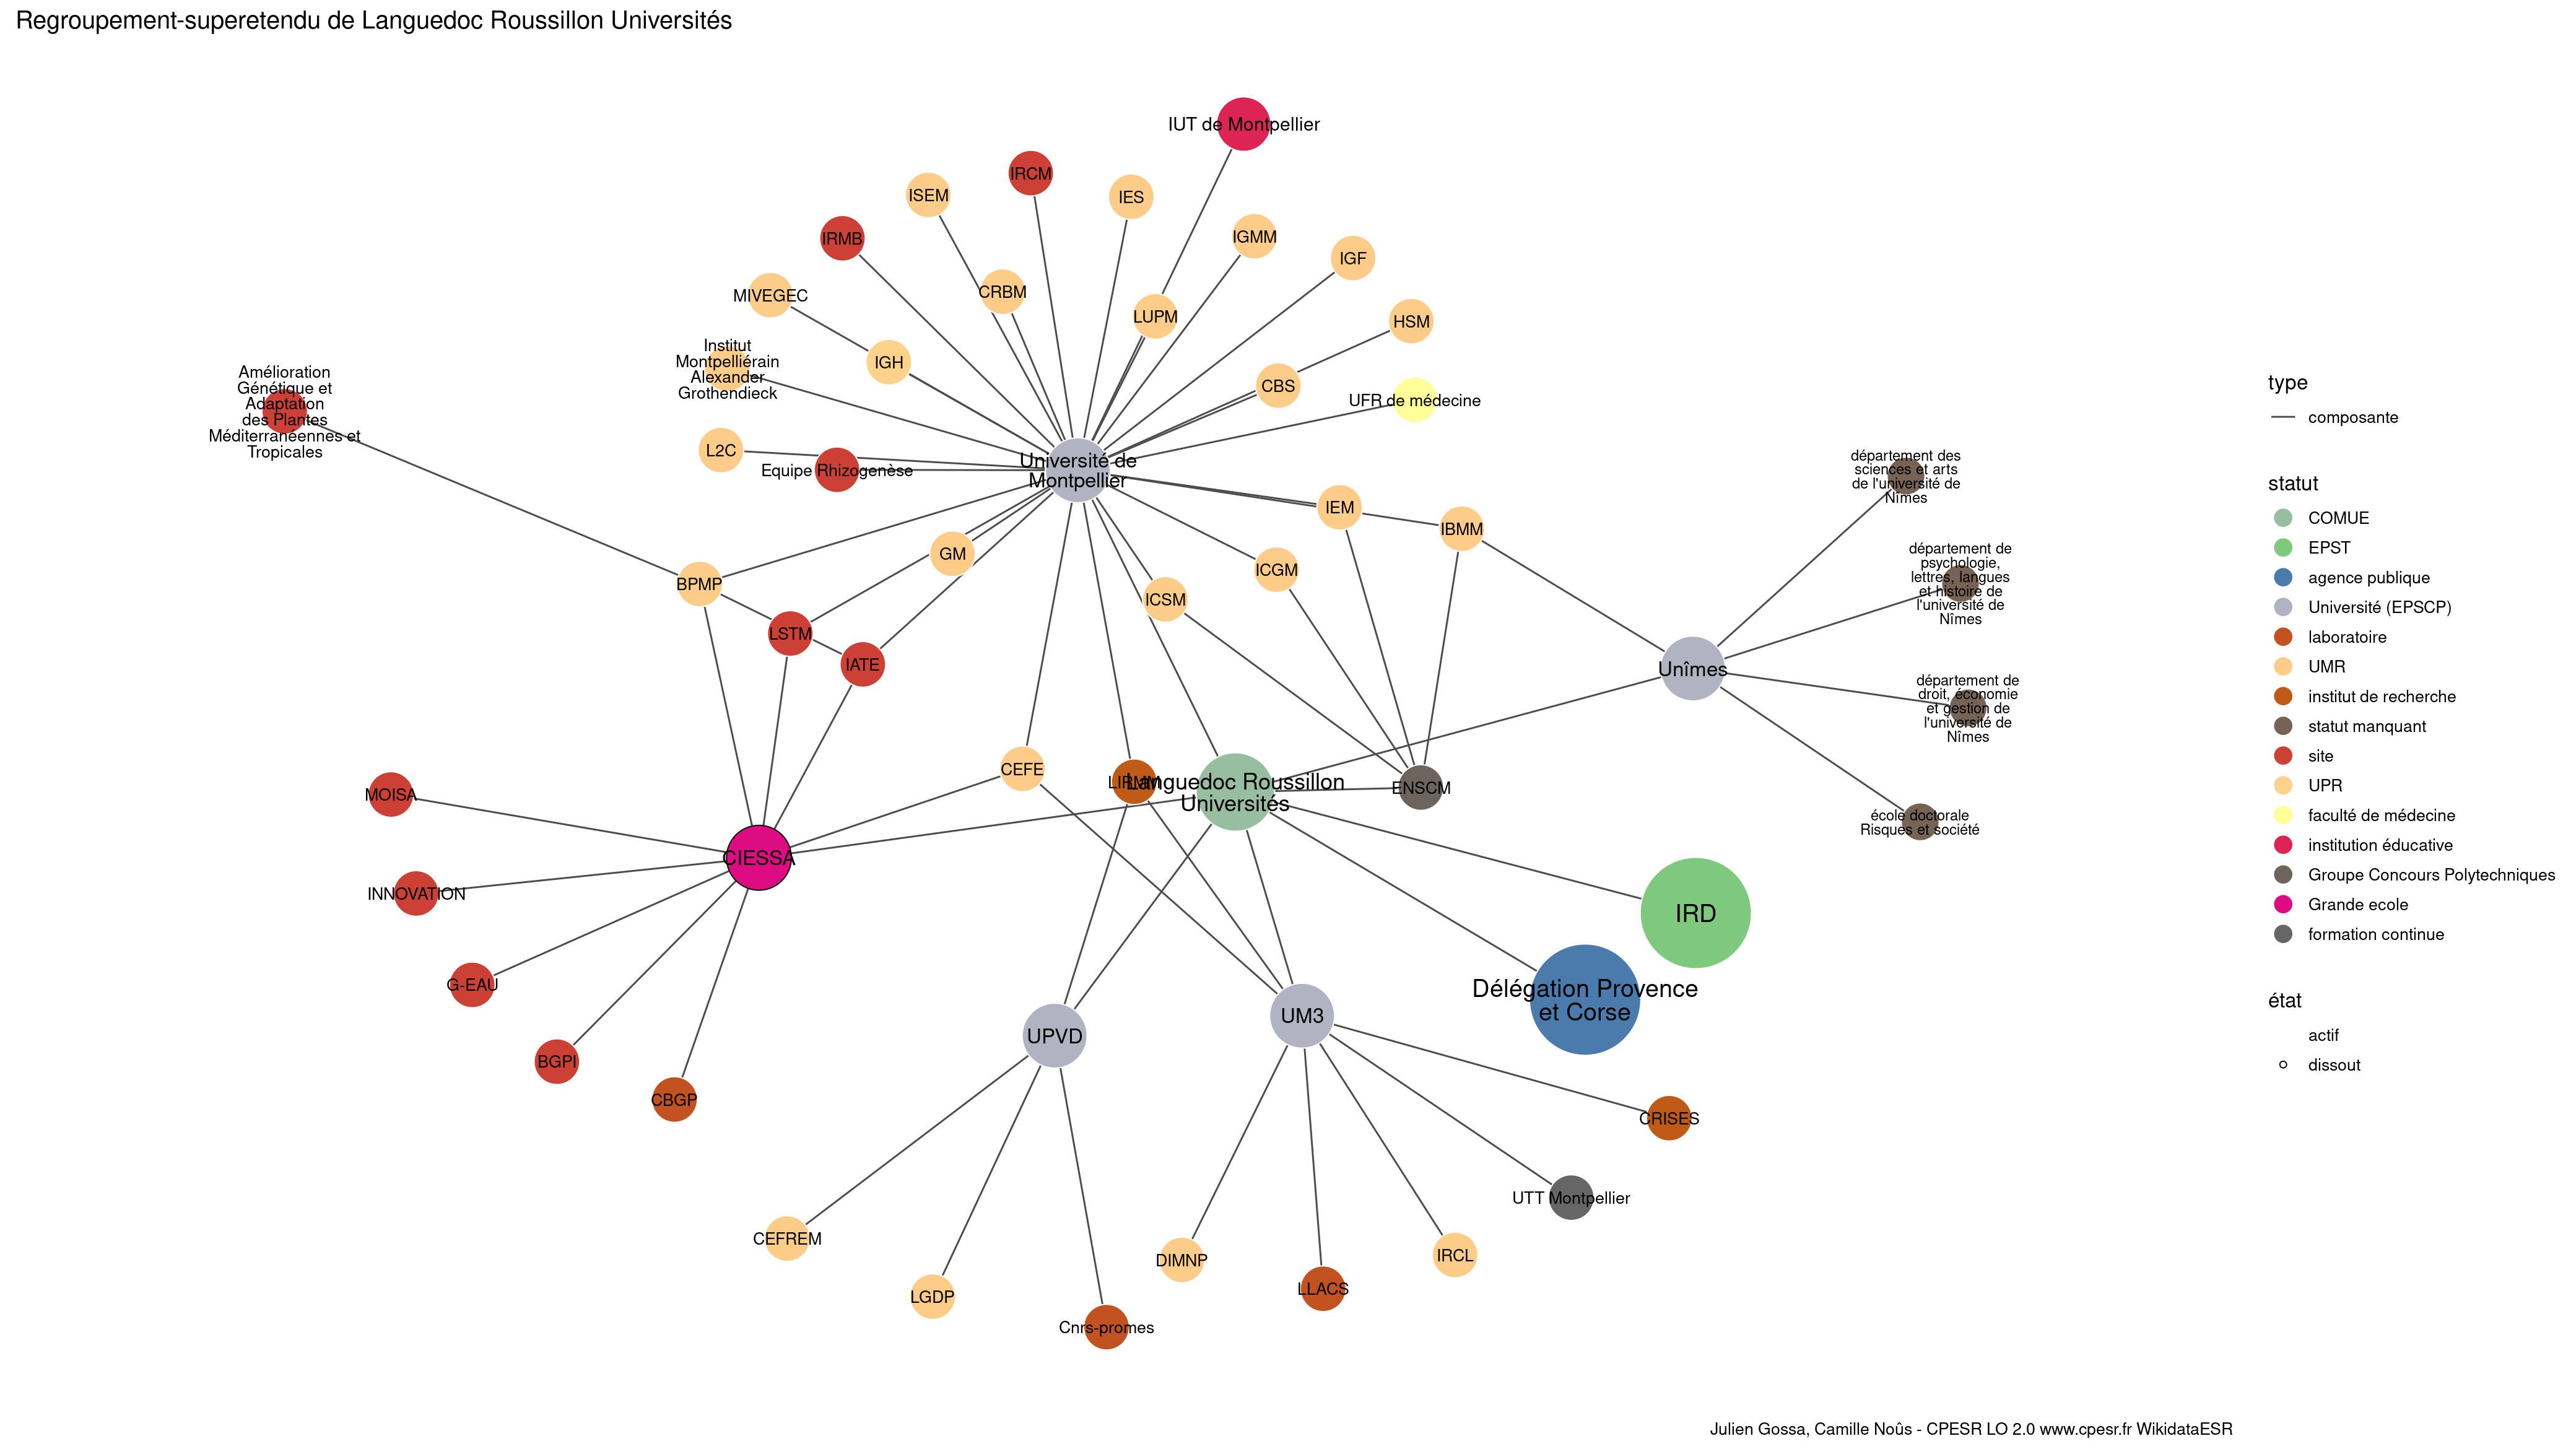 Regroupement-superetendu de Languedoc Roussillon Universités
IUT de Montpellier
IRCM
ISEM
IES
IRMB
IGMM
IGF
MIVEGEC
CRBM
LUPM
HSM
Institut
Montpelliérain
Alexander
Grothendieck
IGH
CBS
UFR de médecine
Amélioration
Génétique et
Adaptation
des Plantes
Méditerranéennes et
Tropicales
L2C
Equipe Rhizogenèse
Université de
Montpellier
IEM
IBMM
GM
BPMP
ICGM
ICSM
LSTM
IATE
département des
sciences et arts
de l'université de
Nîmes
département de
psychologie,
lettres, langues
et histoire de
l'université de
Nîmes
Unîmes
département de
droit, économie
et gestion de
l'université de
Nîmes
école doctorale
Risques et société
CEFE
LIRMM
Languedoc Roussillon
Universités
ENSCM
MOISA
CIESSA
INNOVATION
IRD
G-EAU
Délégation Provence
et Corse
UPVD
UM3
BGPI
CBGP
CRISES
UTT Montpellier
CEFREM
DIMNP
IRCL
LGDP
LLACS
Cnrs-promes
type
composante
statut
COMUE
EPST
agence publique
Université (EPSCP)
laboratoire
UMR
institut de recherche
statut manquant
site
UPR
faculté de médecine
institution éducative
Groupe Concours Polytechniques
Grande ecole
formation continue
état
actif
dissout
Julien Gossa, Camille Noûs - CPESR LO 2.0 www.cpesr.fr WikidataESR